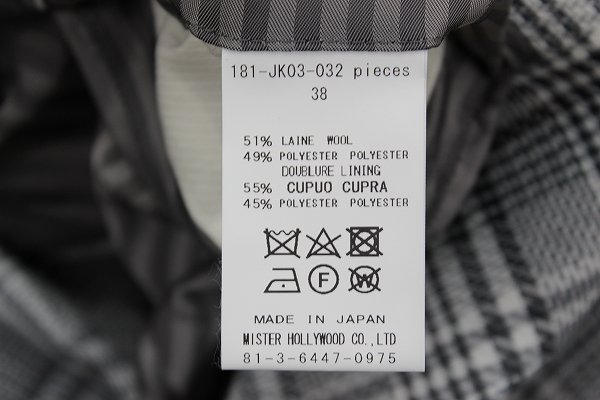 181-JK03-032 pieces
38
51% LAINE WOOL
49% POLYESTER POLYESTER
DOUBLURE LINING
55% CUPUO CUPRA
45% POLYESTER POLYESTER
F W
MADE IN JAPAN
MISTER HOLLYWOOD CO.,LTD
81-3-6447-0975